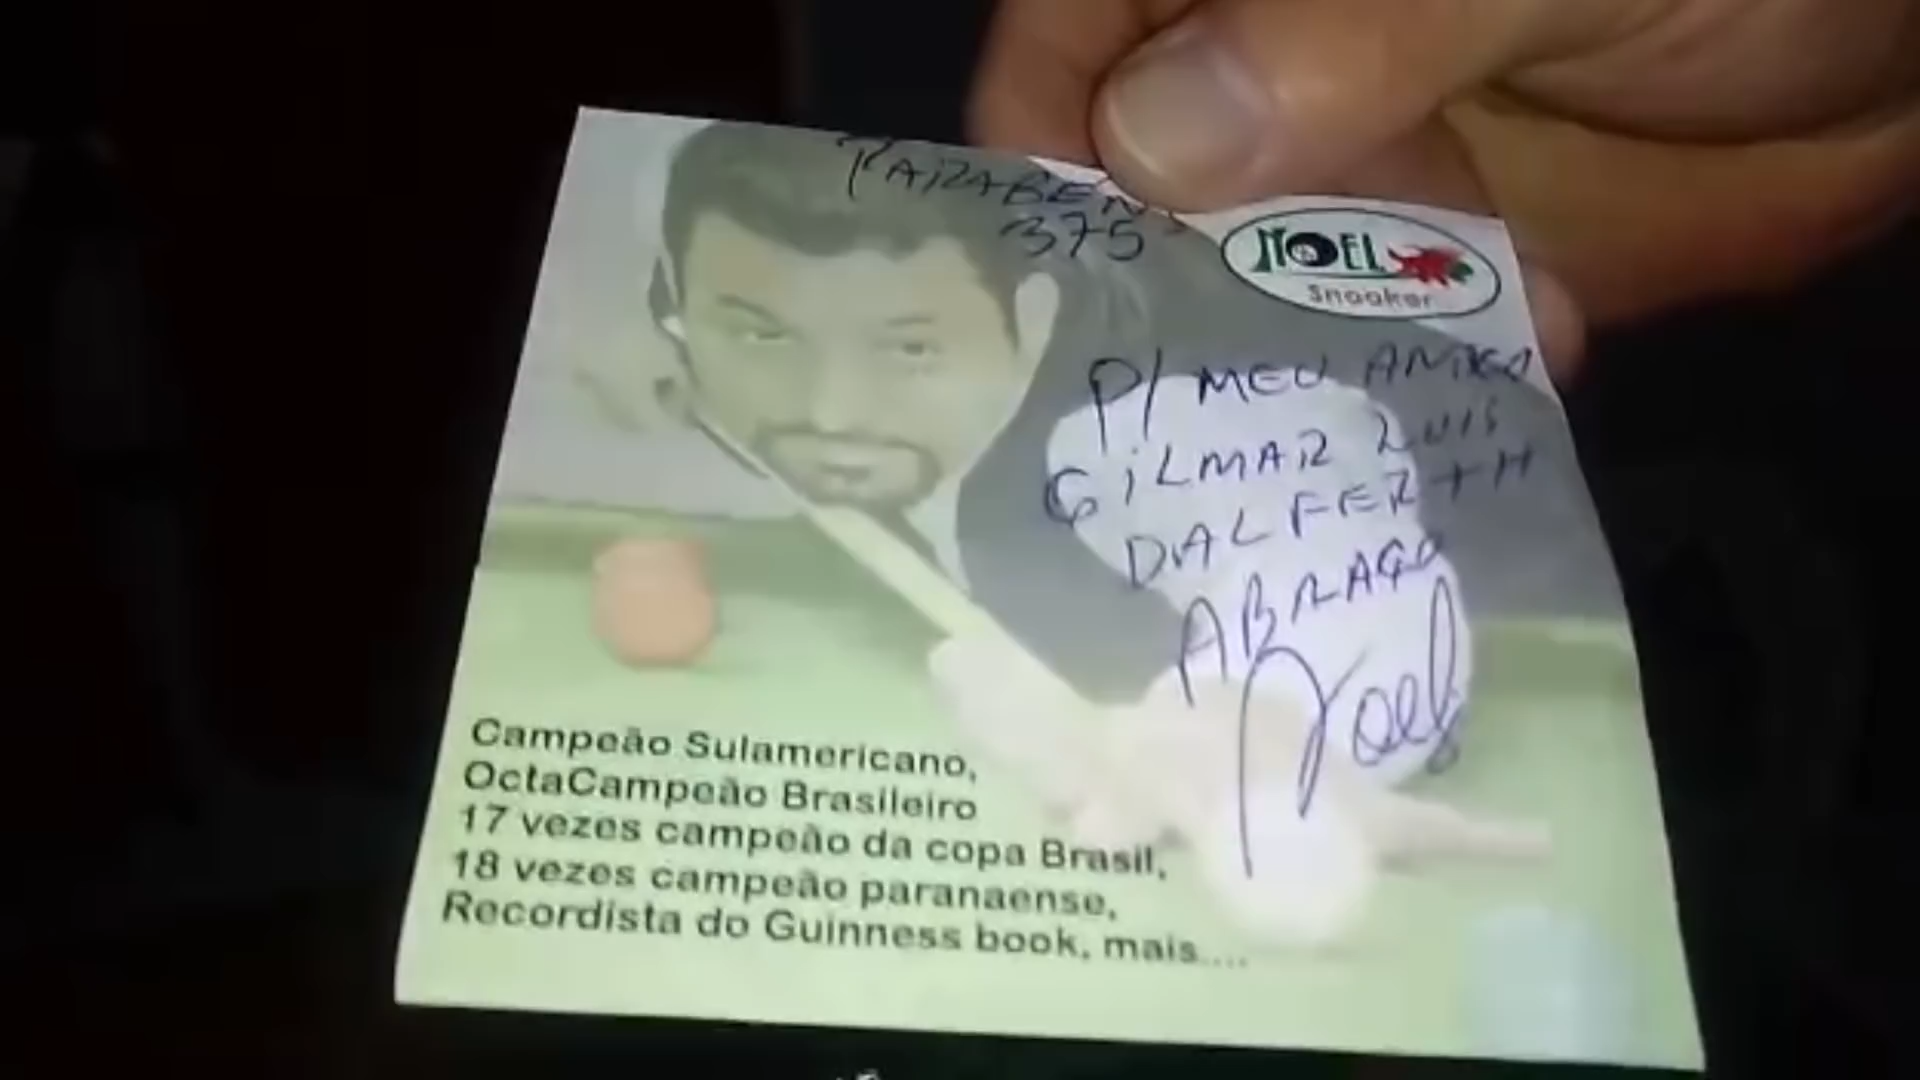 PARABEN
375
NOEL
Snooker
P/ MEU AMIGO
GILMAR LUIS
DALFERTH
ABRAÇO
Noel
Campeão Sulamericano,
OctaCampeão Brasileiro
17 vezes campeão da copa Brasil,
18 vezes campeão paranaense,
Recordista do Guinness book, mais....